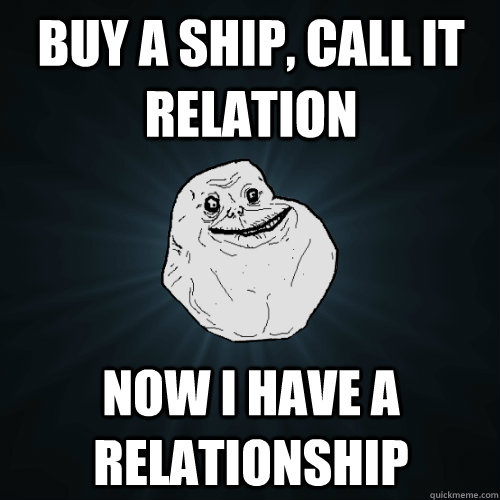 BUY A SHIP, CALL IT
RELATION
NOW I HAVE A
RELATIONSHIP
quickmeme.com